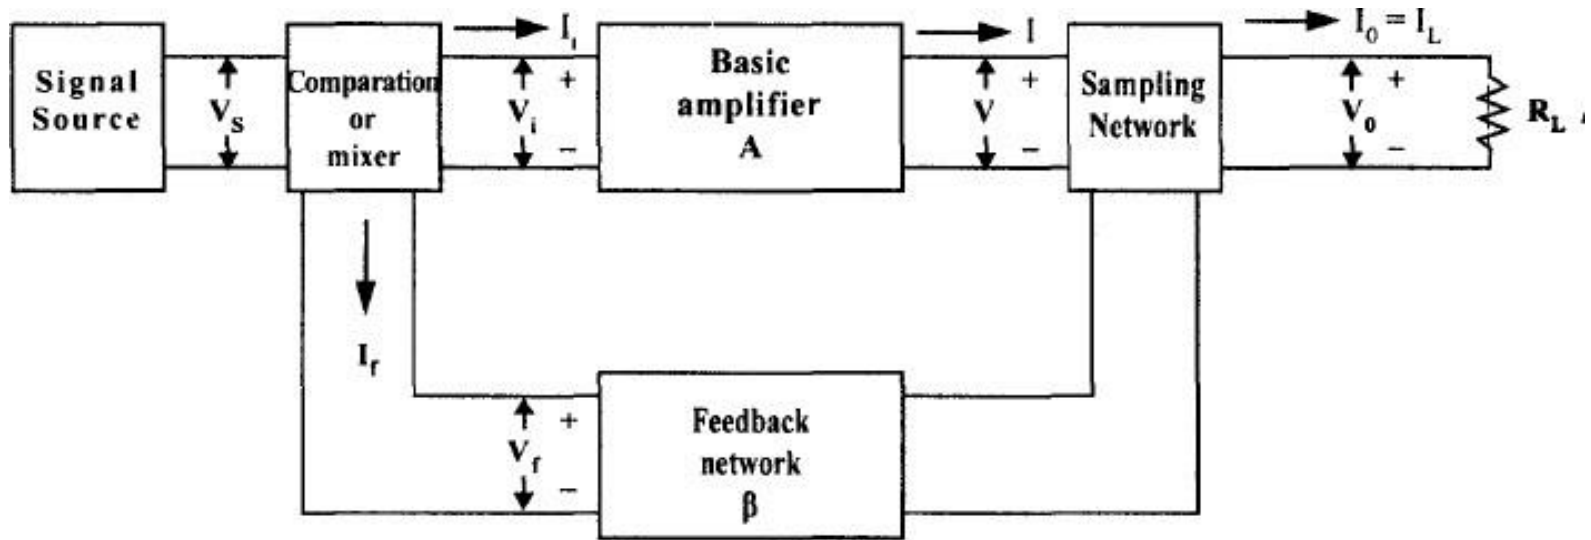 Signal
Source
V_S
Comparation
or
mixer
I_i
+
V_i
−
Basic
amplifier
A
I
+
V
−
Sampling
Network
I_0 = I_L
+
V_0
−
R_L
I_f
+
V_f
−
Feedback
network
β